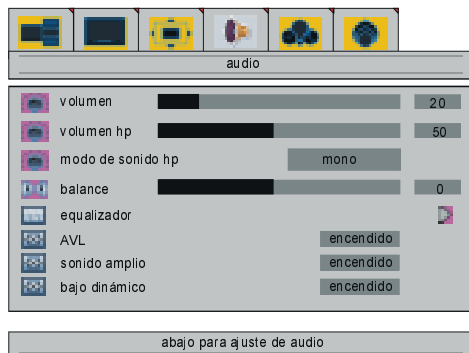 audio
volumen 20
volumen hp 50
modo de sonido hp mono
balance 0
equalizador
AVL encendido
sonido amplio encendido
bajo dinámico encendido
abajo para ajuste de audio